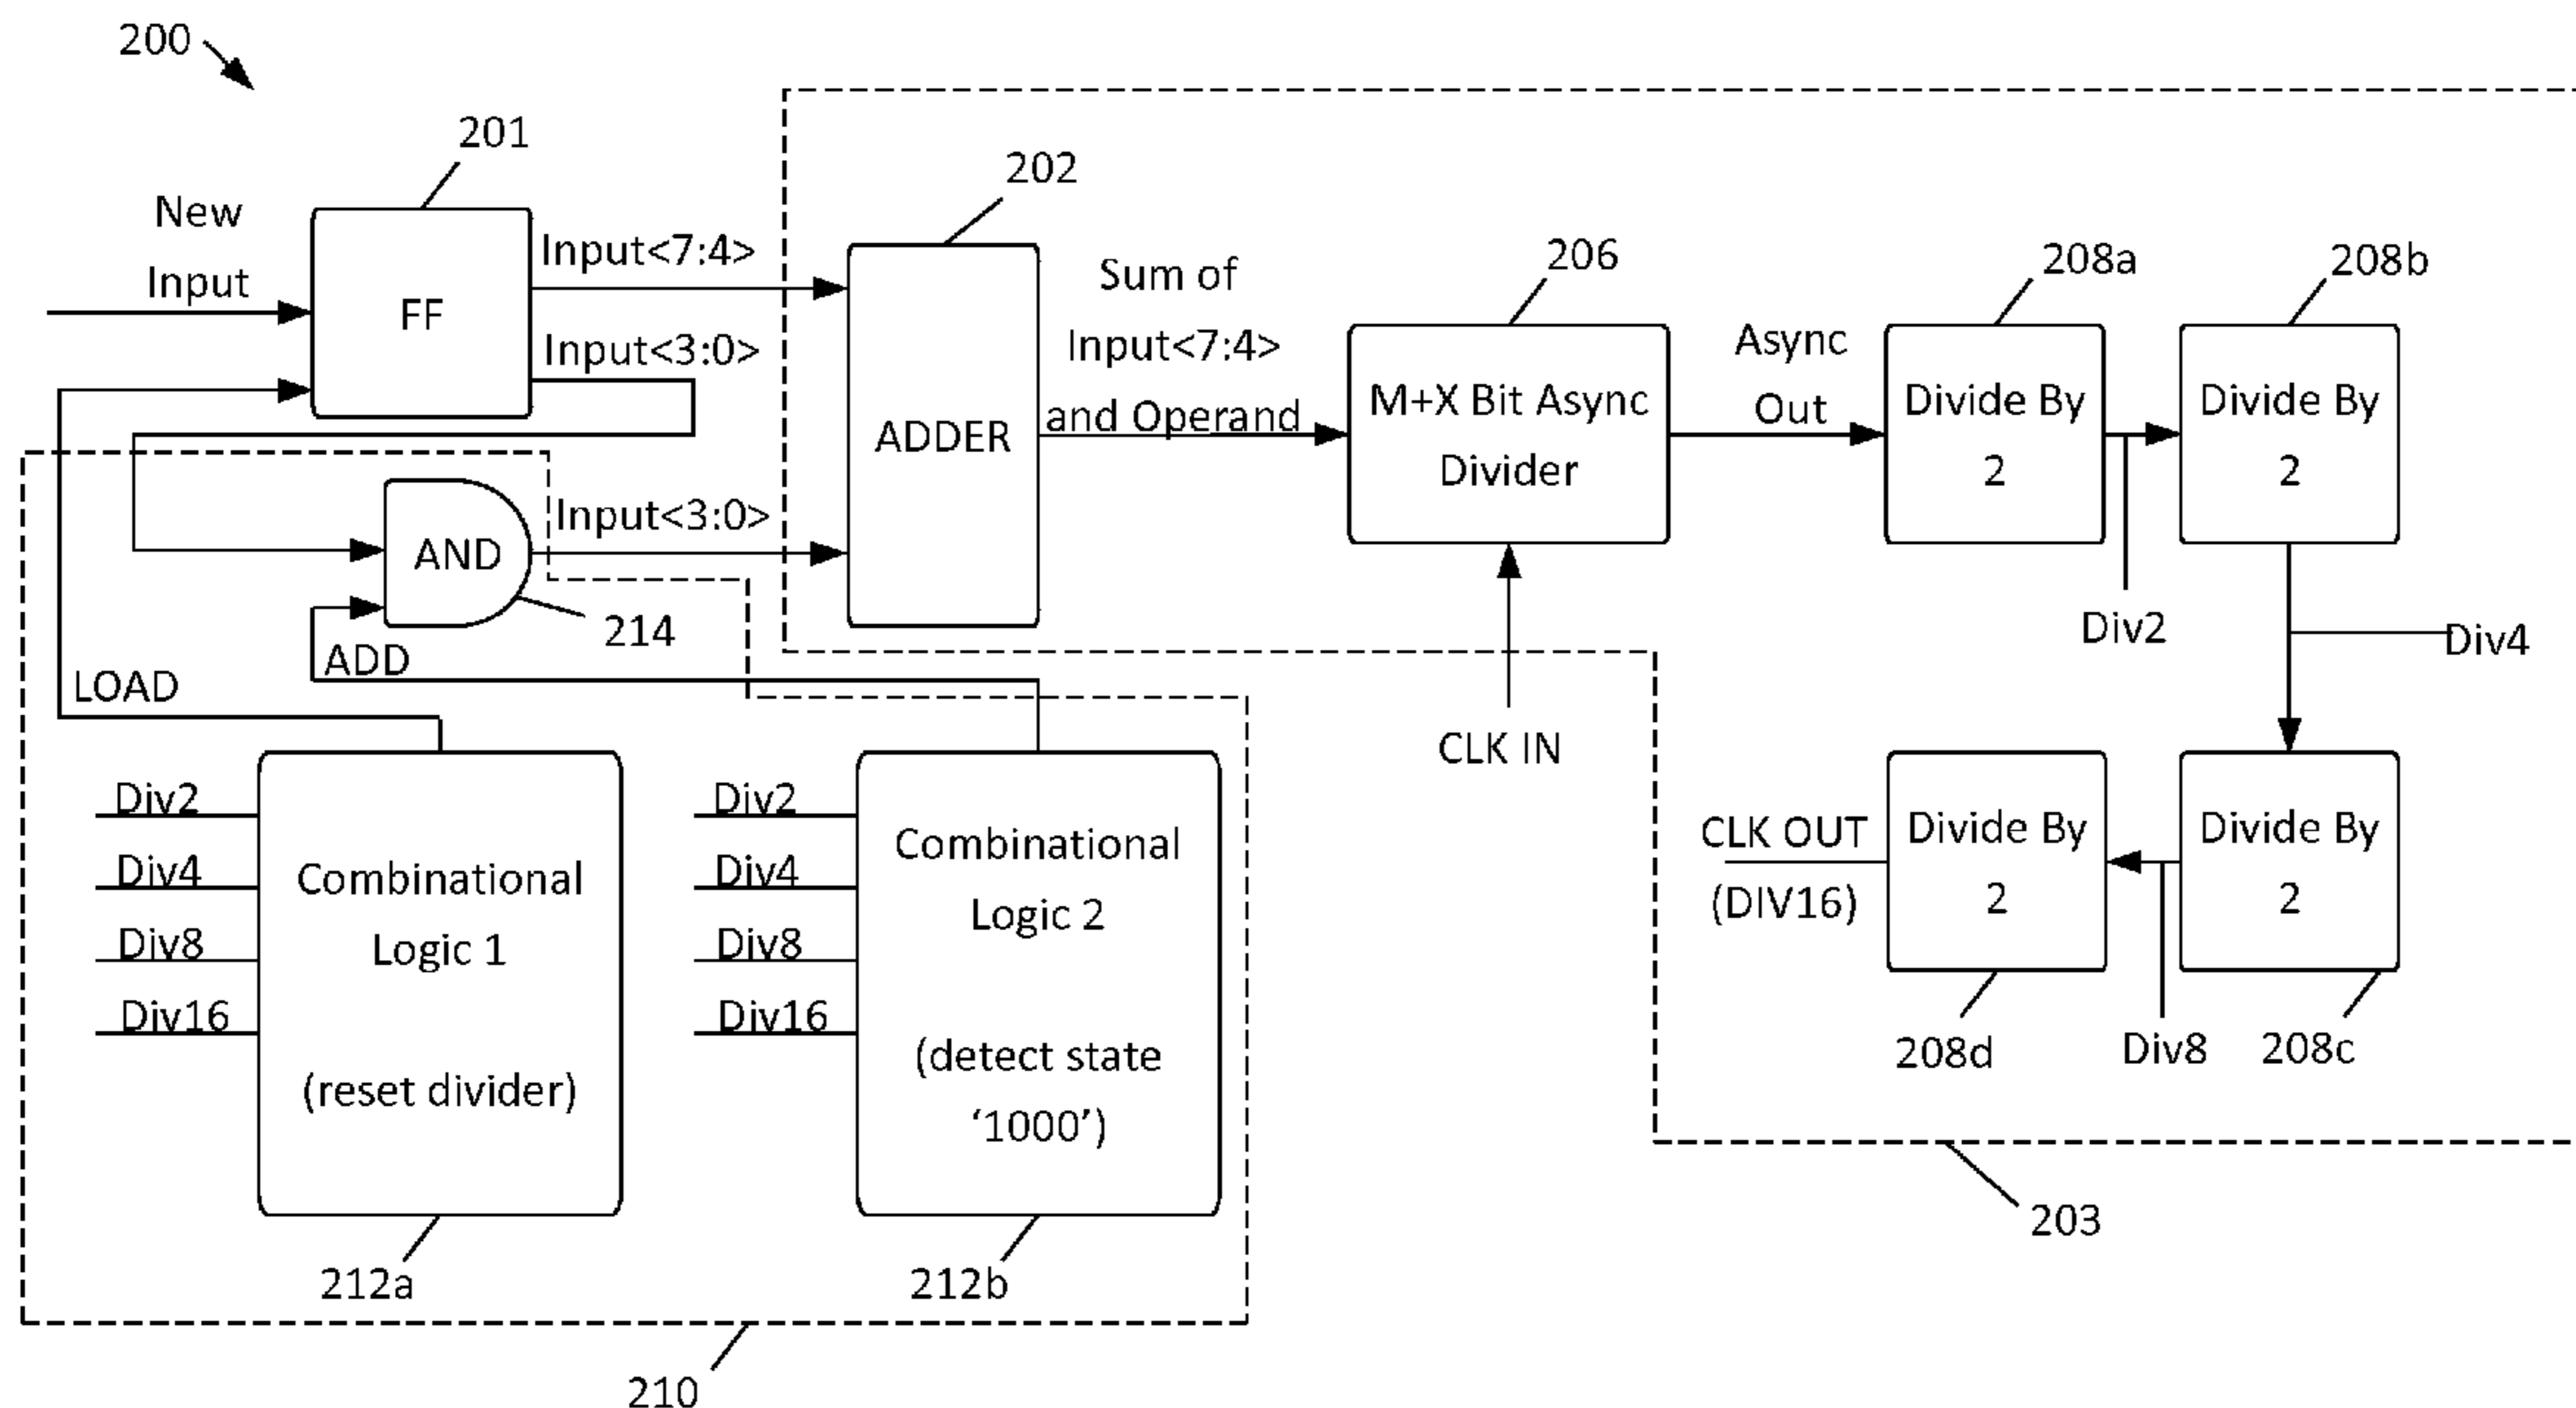 200
201
202
New
Input
FF
Input<7:4>
Input<3:0>
ADDER
Sum of
Input<7:4>
and Operand
206
M+X Bit Async
Divider
Async
Out
208a
Divide By
2
208b
Divide By
2
Div2
Div4
AND
Input<3:0>
214
ADD
LOAD
CLK IN
Div2
Div4
Div8
Div16
Combinational
Logic 1
(reset divider)
212a
Div2
Div4
Div8
Div16
Combinational
Logic 2
(detect state
‘1000’)
212b
CLK OUT
(DIV16)
Divide By
2
208d
Div8
Divide By
2
208c
203
210